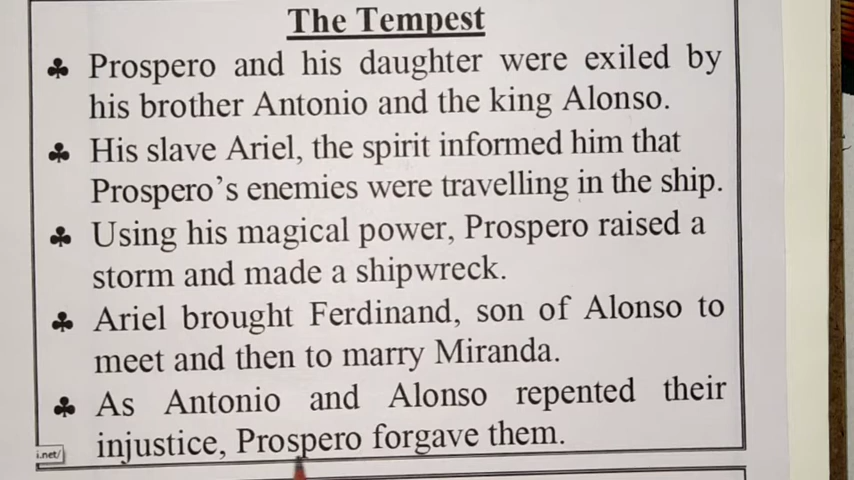 The Tempest
♣ Prospero and his daughter were exiled by
his brother Antonio and the king Alonso.
♣ His slave Ariel, the spirit informed him that
Prospero's enemies were travelling in the ship.
♣ Using his magical power, Prospero raised a
storm and made a shipwreck.
♣ Ariel brought Ferdinand, son of Alonso to
meet and then to marry Miranda.
♣ As Antonio and Alonso repented their
injustice, Prospero forgave them.
i.net/